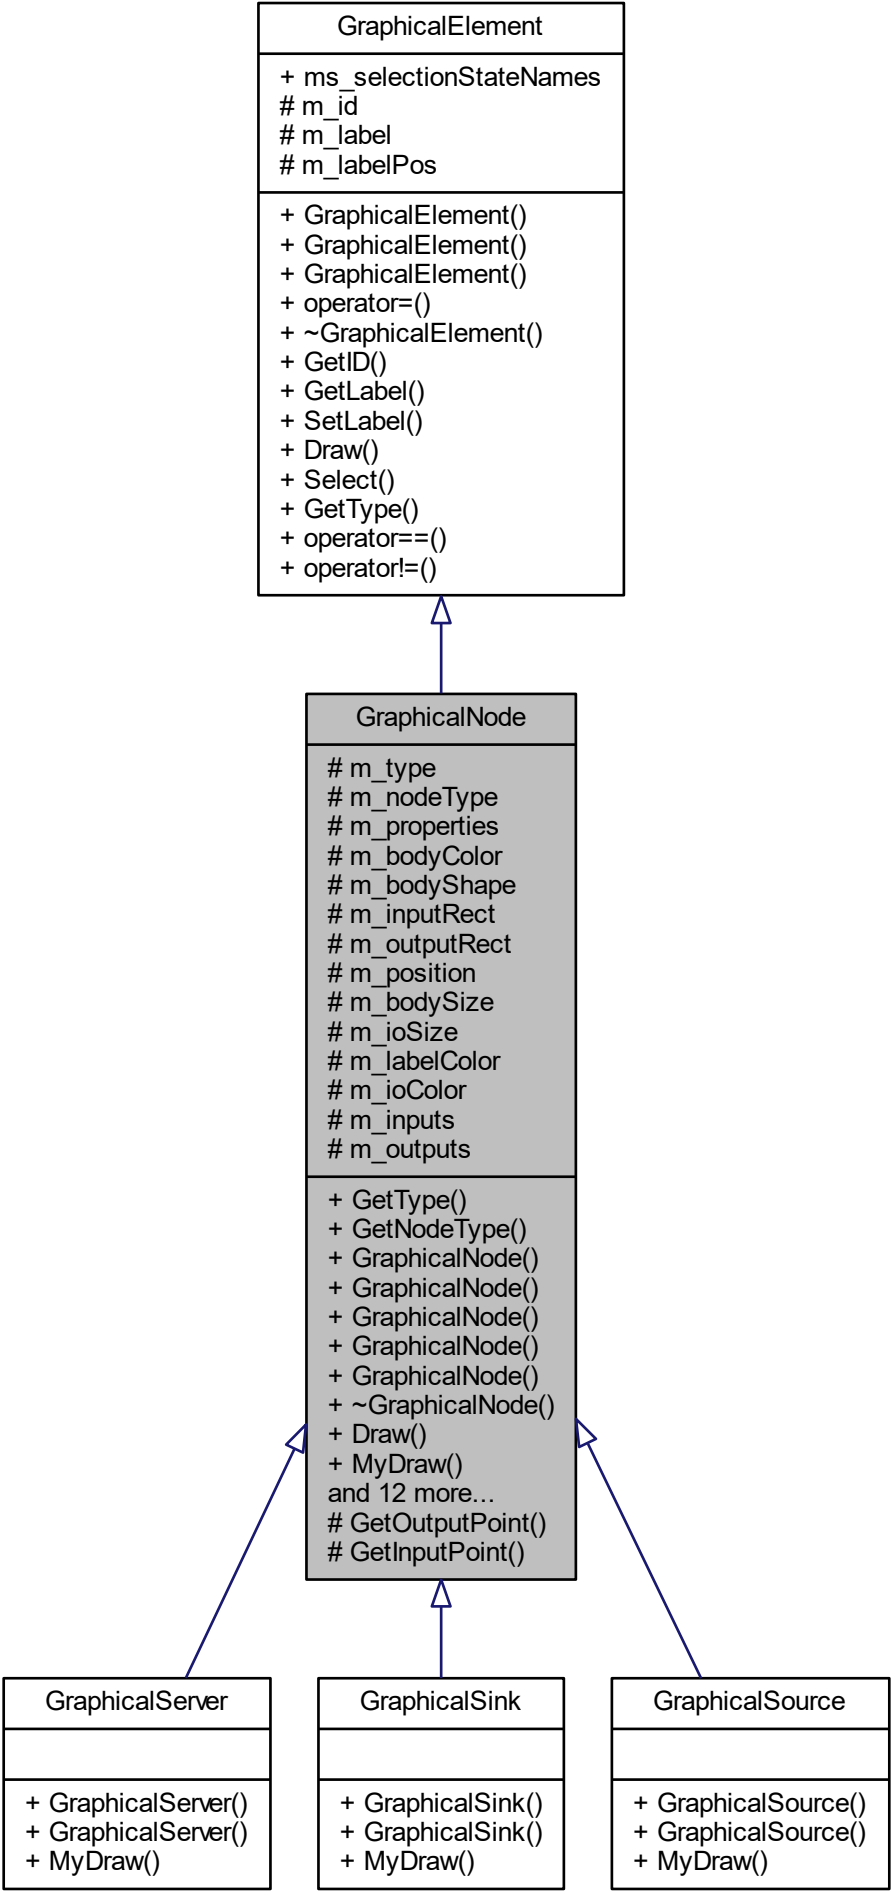 GraphicalElement
+ ms_selectionStateNames
# m_id
# m_label
# m_labelPos
+ GraphicalElement()
+ GraphicalElement()
+ GraphicalElement()
+ operator=()
+ ~GraphicalElement()
+ GetID()
+ GetLabel()
+ SetLabel()
+ Draw()
+ Select()
+ GetType()
+ operator==()
+ operator!=()
GraphicalNode
# m_type
# m_nodeType
# m_properties
# m_bodyColor
# m_bodyShape
# m_inputRect
# m_outputRect
# m_position
# m_bodySize
# m_ioSize
# m_labelColor
# m_ioColor
# m_inputs
# m_outputs
+ GetType()
+ GetNodeType()
+ GraphicalNode()
+ GraphicalNode()
+ GraphicalNode()
+ GraphicalNode()
+ GraphicalNode()
+ ~GraphicalNode()
+ Draw()
+ MyDraw()
and 12 more...
# GetOutputPoint()
# GetInputPoint()
GraphicalServer
+ GraphicalServer()
+ GraphicalServer()
+ MyDraw()
GraphicalSink
+ GraphicalSink()
+ GraphicalSink()
+ MyDraw()
GraphicalSource
+ GraphicalSource()
+ GraphicalSource()
+ MyDraw()